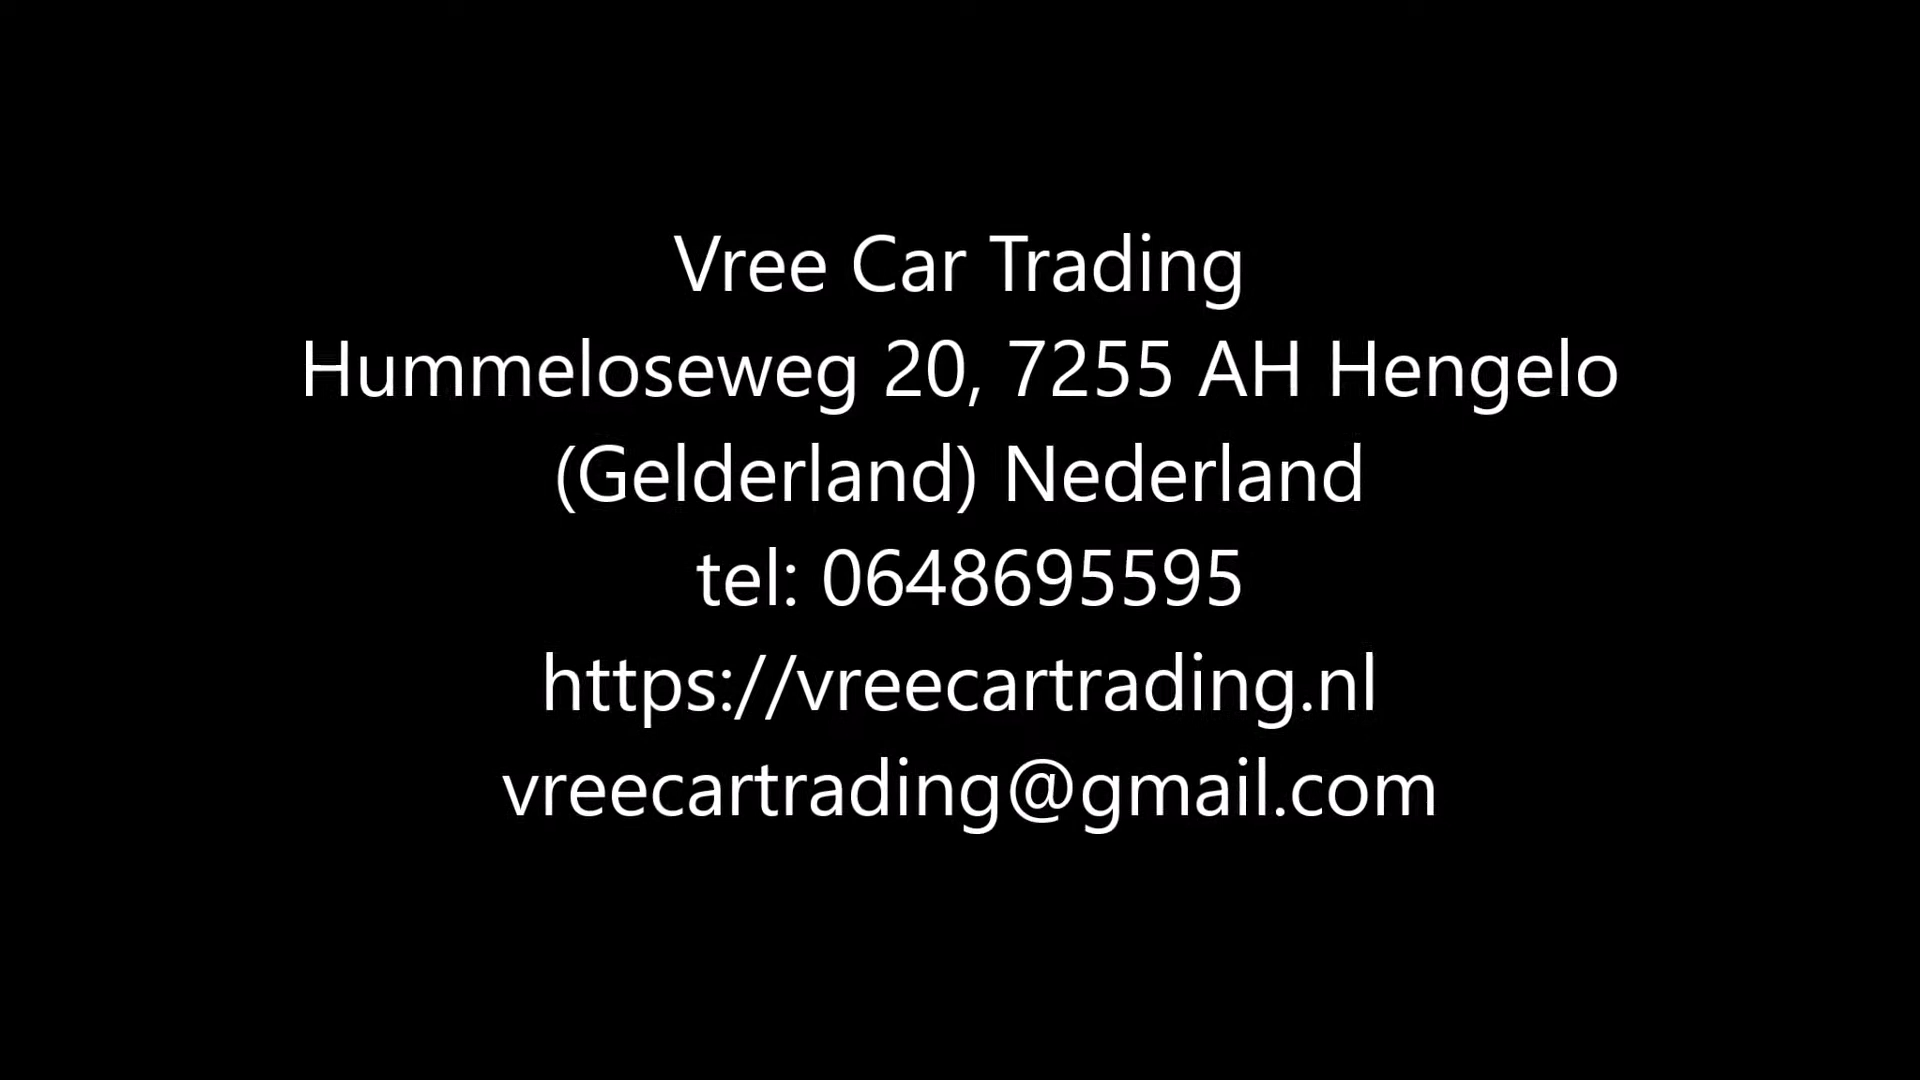 Vree Car Trading
Hummeloseweg 20, 7255 AH Hengelo
(Gelderland) Nederland
tel: 0648695595
https://vreecartrading.nl
vreecartrading@gmail.com